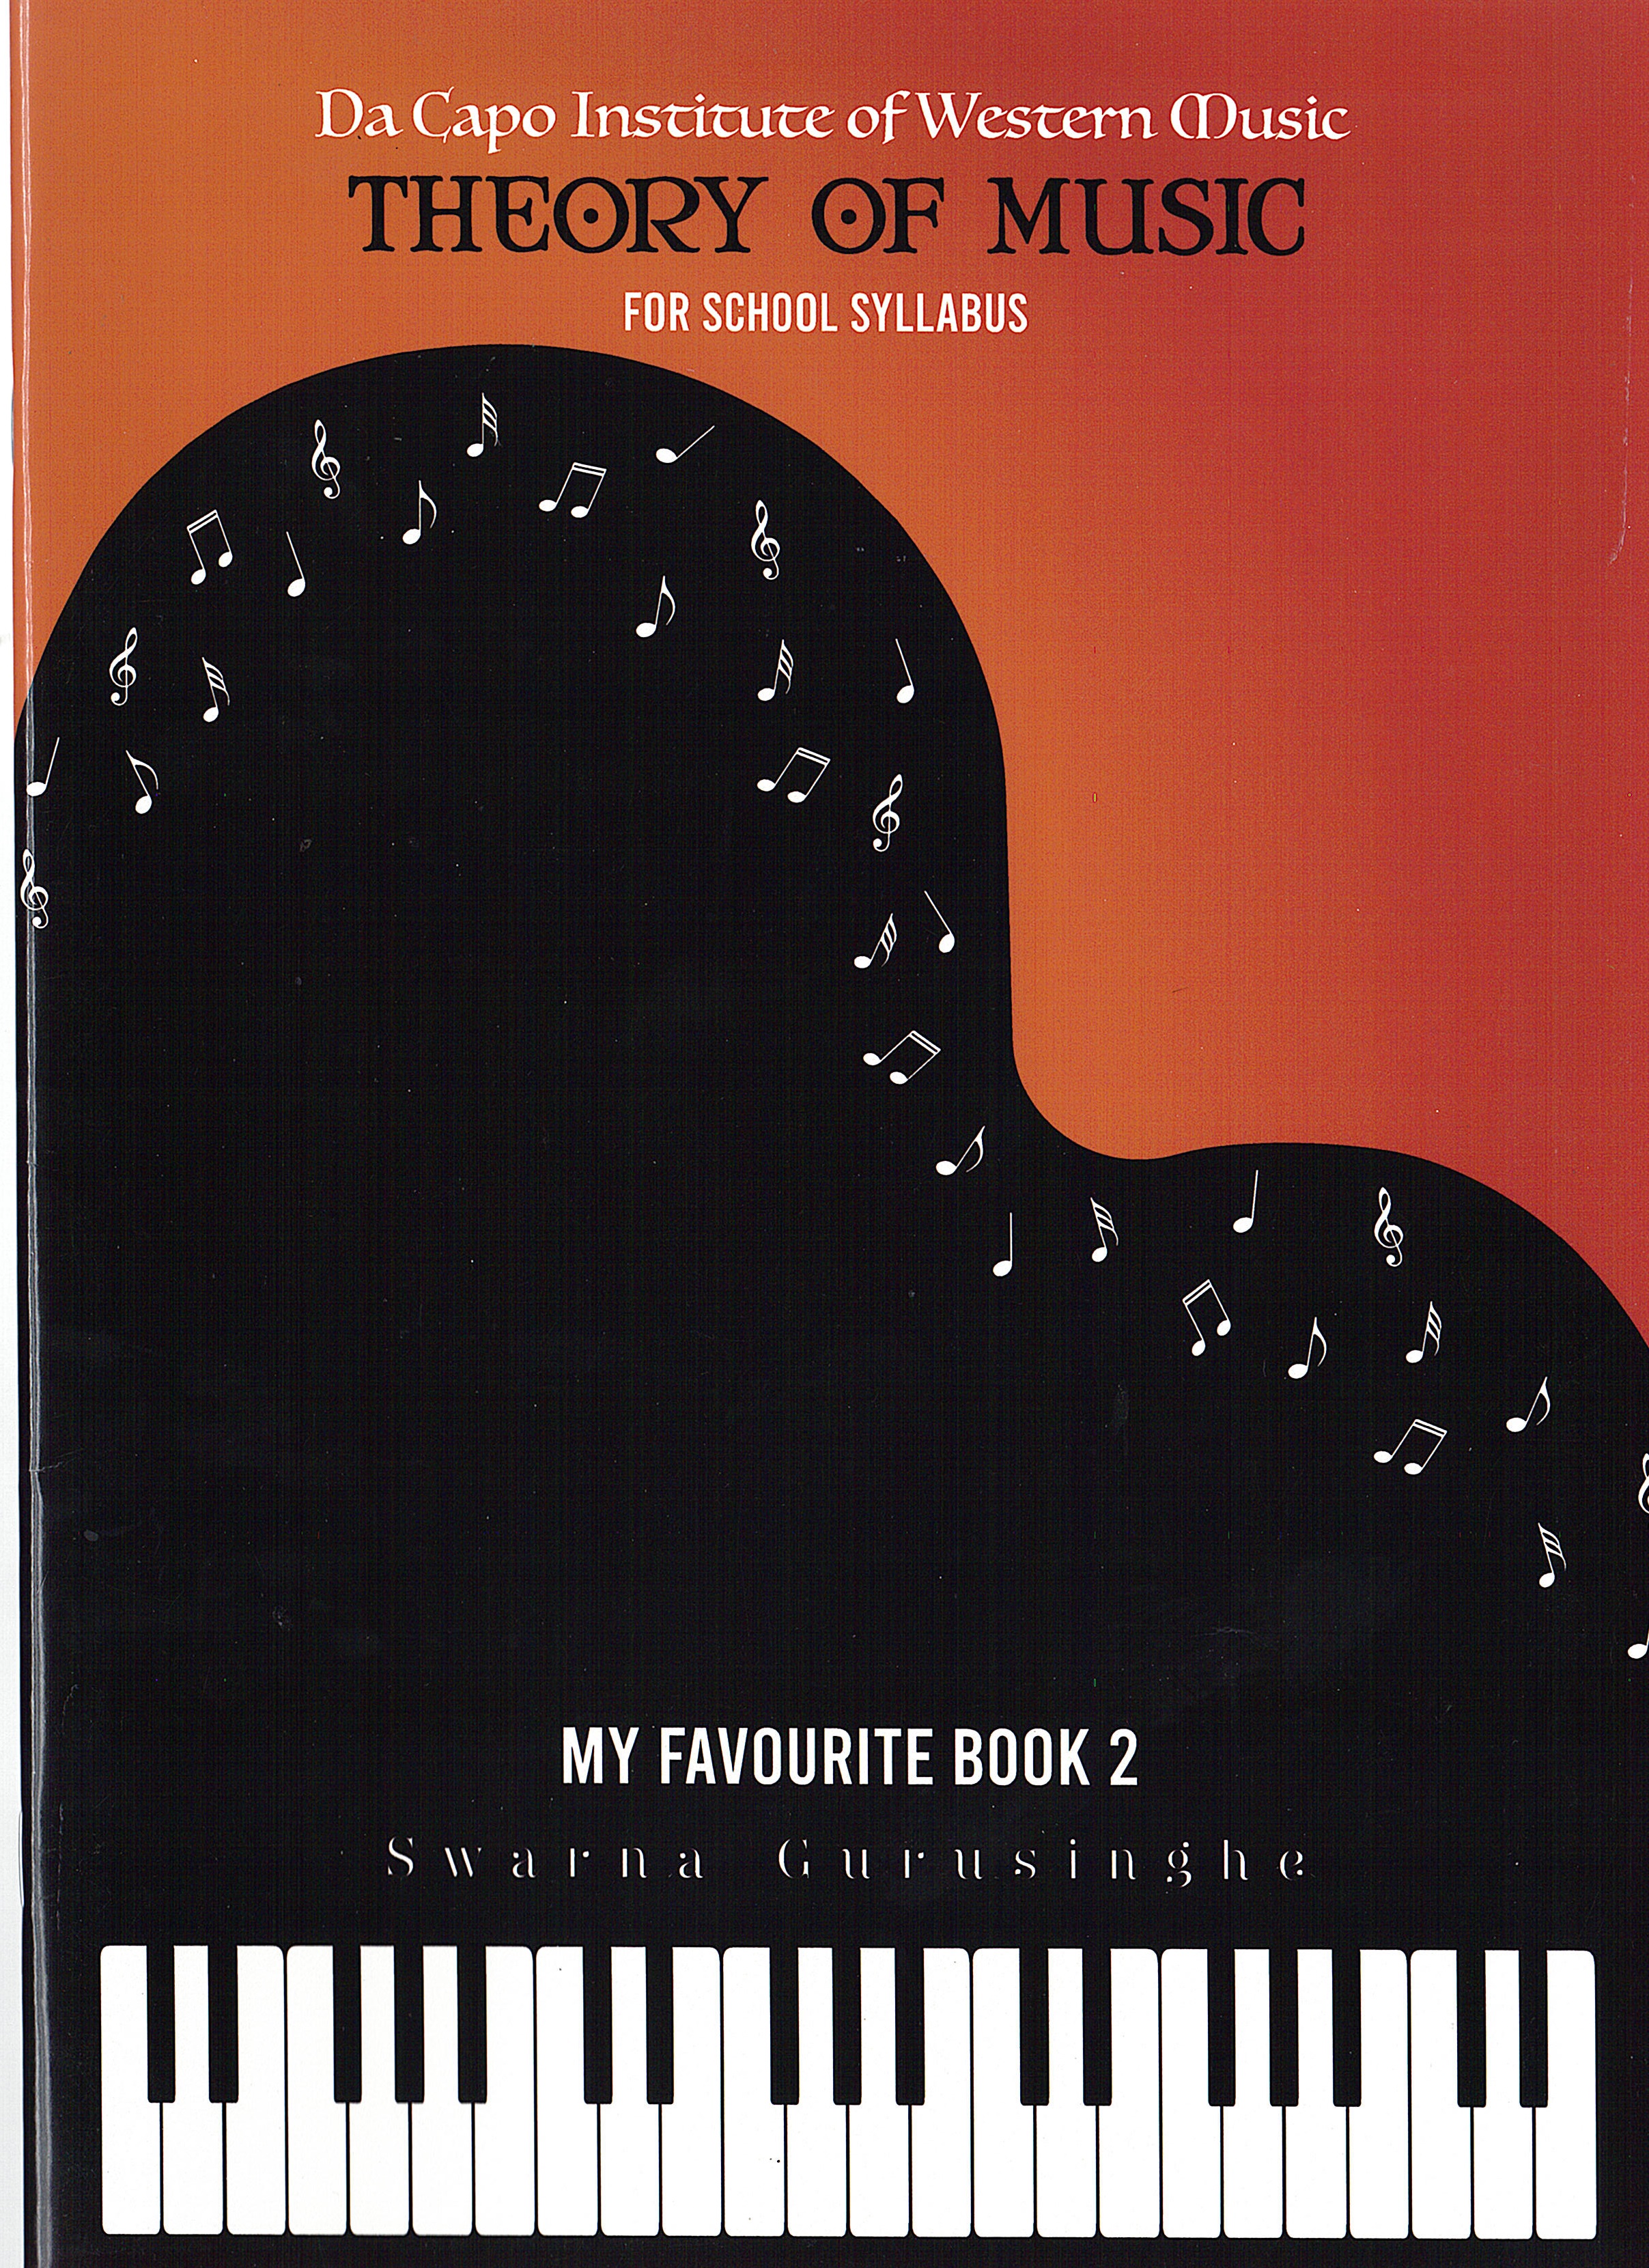 Da Capo Institute of Western Music
THEORY OF MUSIC
FOR SCHOOL SYLLABUS
MY FAVOURITE BOOK 2
Swarna Gurusinghe